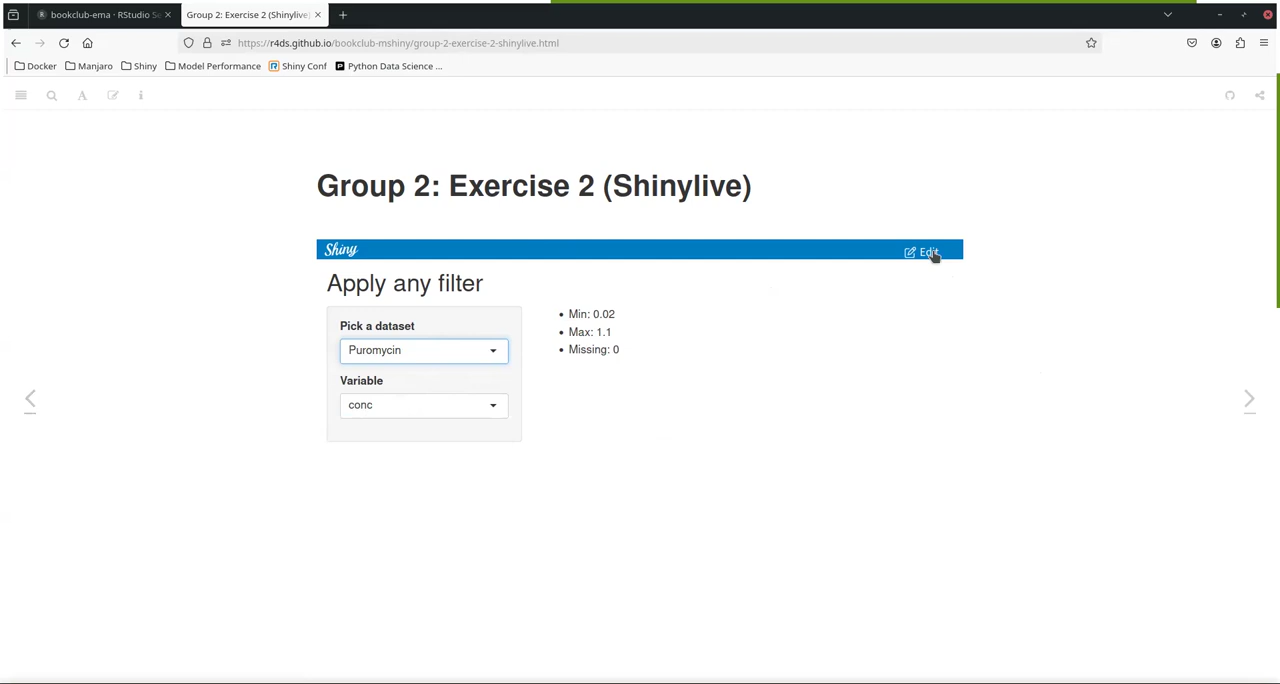 bookclub-ema · RStudio Se
Group 2: Exercise 2 (Shinylive)
https://r4ds.github.io/bookclub-mshiny/group-2-exercise-2-shinylive.html
Docker Manjaro Shiny Model Performance Shiny Conf Python Data Science ...
Group 2: Exercise 2 (Shinylive)
Shiny Edit
Apply any filter
Pick a dataset
Puromycin
Variable
conc
• Min: 0.02
• Max: 1.1
• Missing: 0